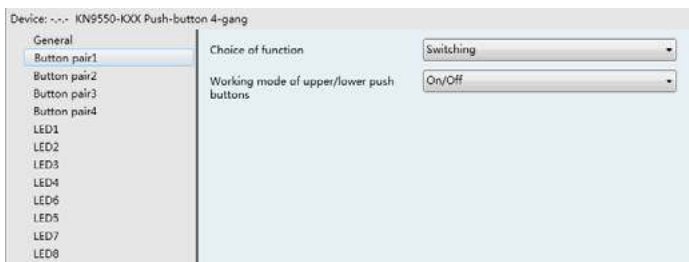 Device: -.-.- KN9550-KXX Push-button 4-gang
General
Button pair1
Button pair2
Button pair3
Button pair4
LED1
LED2
LED3
LED4
LED6
LED5
LED7
LED8
Choice of function
Switching
Working mode of upper/lower push
buttons
On/Off